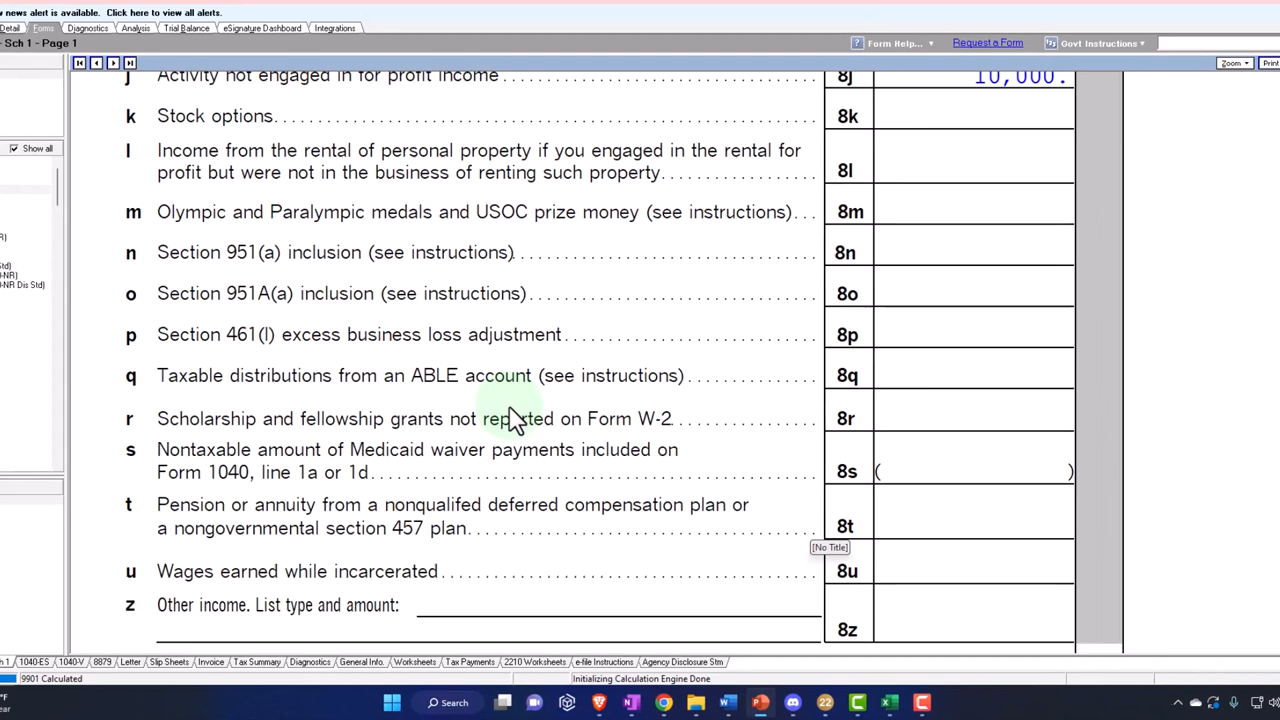 news alert is available. Click here to view all alerts.
Detail Forms Diagnostics Analysis Trial Balance eSignature Dashboard Integrations
- Sch 1 - Page 1
? Form Help... Request a Form Govt Instructions
Zoom Print
j Activity not engaged in for profit income 8j 10,000.
k Stock options 8k
Show all
l Income from the rental of personal property if you engaged in the rental for
profit but were not in the business of renting such property 8l
m Olympic and Paralympic medals and USOC prize money (see instructions) 8m
n Section 951(a) inclusion (see instructions) 8n
o Section 951A(a) inclusion (see instructions) 8o
p Section 461(l) excess business loss adjustment 8p
q Taxable distributions from an ABLE account (see instructions) 8q
r Scholarship and fellowship grants not reported on Form W-2 8r
s Nontaxable amount of Medicaid waiver payments included on
Form 1040, line 1a or 1d 8s ( )
t Pension or annuity from a nonqualifed deferred compensation plan or
a nongovernmental section 457 plan 8t
[No Title]
u Wages earned while incarcerated 8u
z Other income. List type and amount:
8z
1040-ES 1040-V 8879 Letter Slip Sheets Invoice Tax Summary Diagnostics General Info. Worksheets Tax Payments 2210 Worksheets e-file Instructions Agency Disclosure Stm
9901 Calculated Initializing Calculation Engine Done
Search